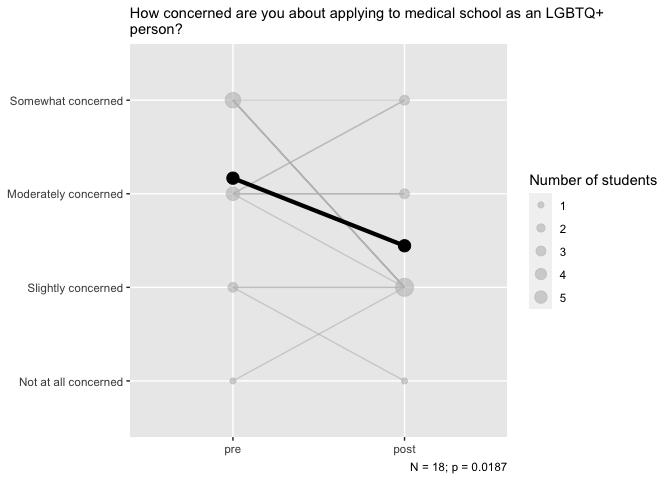 How concerned are you about applying to medical school as an LGBTQ+
person?
Somewhat concerned
Moderately concerned
Slightly concerned
Not at all concerned
pre
post
N = 18; p = 0.0187
Number of students
1
2
3
4
5